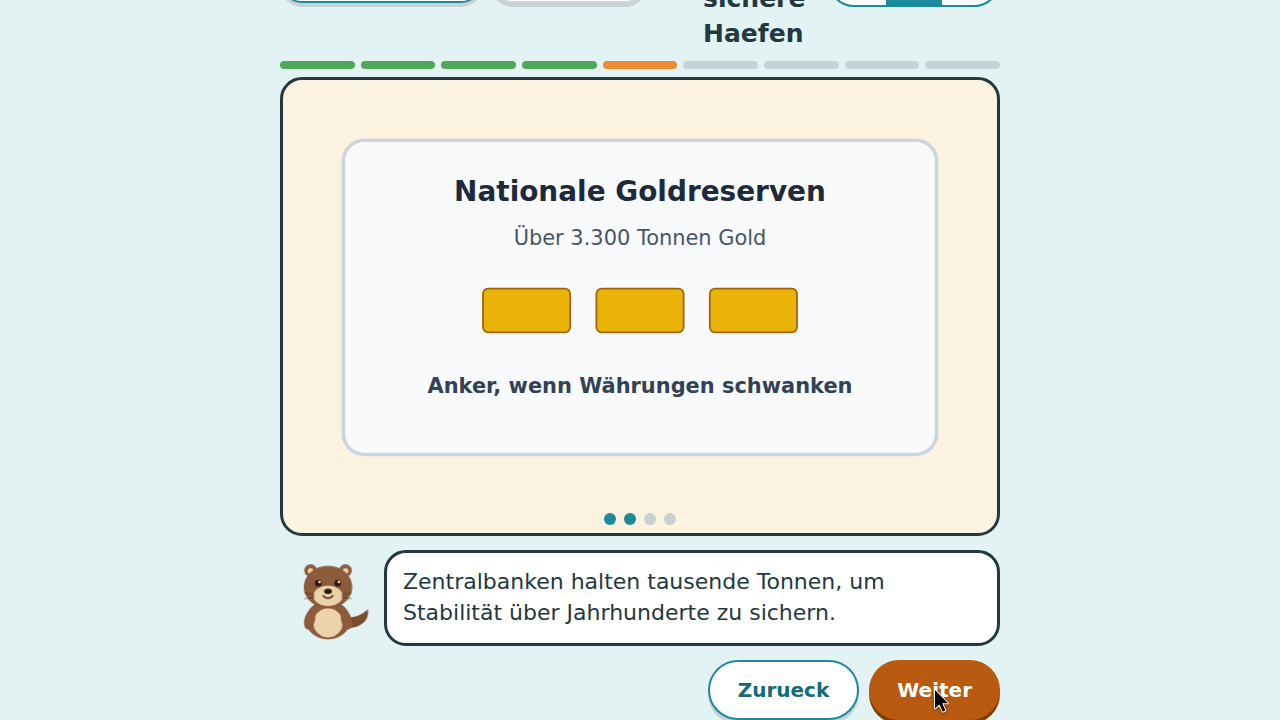 sichere
Haefen
Nationale Goldreserven
Über 3.300 Tonnen Gold
Anker, wenn Währungen schwanken
Zentralbanken halten tausende Tonnen, um
Stabilität über Jahrhunderte zu sichern.
Zurueck
Weiter